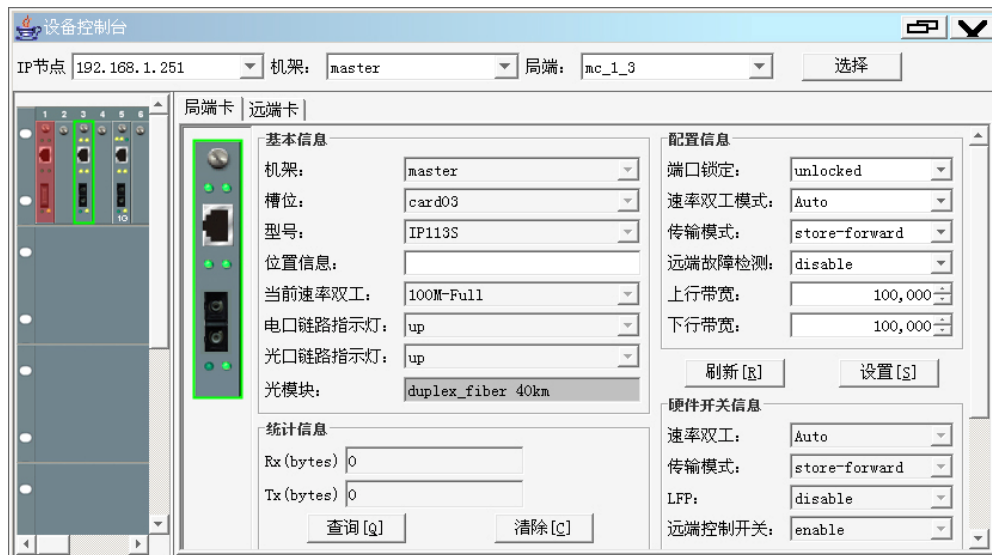 设备控制台
IP节点 192.168.1.251 机架: master 局端: mc_1_3 选择
1 2 3 4 5 6
1G
局端卡 远端卡
基本信息
机架: master
槽位: card03
型号: IP113S
位置信息:
当前速率双工: 100M-Full
电口链路指示灯: up
光口链路指示灯: up
光模块: duplex_fiber 40km
统计信息
Rx(bytes) 0
Tx(bytes) 0
查询[Q] 清除[C]
配置信息
端口锁定: unlocked
速率双工模式: Auto
传输模式: store-forward
远端故障检测: disable
上行带宽: 100,000
下行带宽: 100,000
刷新[R] 设置[S]
硬件开关信息
速率双工: Auto
传输模式: store-forward
LFP: disable
远端控制开关: enable